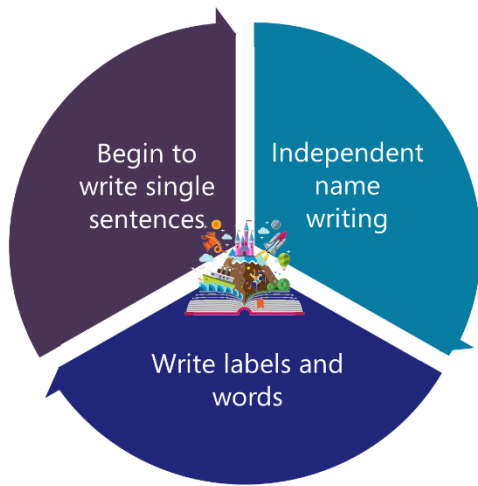 Begin to
write single
sentences
Independent
name
writing
Write labels and
words